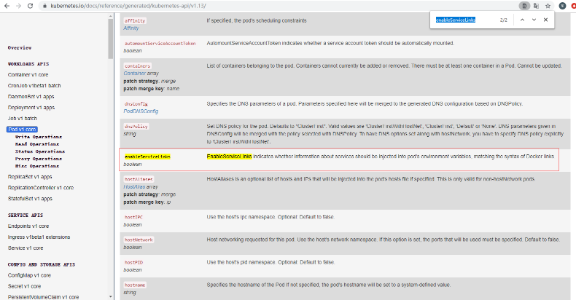 kubernetes.io/docs/reference/generated/kubernetes-api/v1.13/
enableServiceLinks
2/2
Overview
WORKLOADS APIS
Container v1 core
CronJob v1beta1 batch
DaemonSet v1 apps
Deployment v1 apps
Job v1 batch
Pod v1 core
Write Operations
Read Operations
Status Operations
Proxy Operations
Misc Operations
ReplicaSet v1 apps
ReplicationController v1 core
StatefulSet v1 apps
SERVICE APIS
Endpoints v1 core
Ingress v1beta1 extensions
Service v1 core
CONFIG AND STORAGE APIS
ConfigMap v1 core
Secret v1 core
PersistentVolumeClaim v1 core
affinity
Affinity
If specified, the pod's scheduling constraints
automountServiceAccountToken
boolean
AutomountServiceAccountToken indicates whether a service account token should be automatically mounted.
containers
Container array
patch strategy: merge
patch merge key: name
List of containers belonging to the pod. Containers cannot currently be added or removed. There must be at least one container in a Pod. Cannot be updated.
dnsConfig
PodDNSConfig
Specifies the DNS parameters of a pod. Parameters specified here will be merged to the generated DNS configuration based on DNSPolicy.
dnsPolicy
string
Set DNS policy for the pod. Defaults to "ClusterFirst". Valid values are 'ClusterFirstWithHostNet', 'ClusterFirst', 'Default' or 'None'. DNS parameters given in
DNSConfig will be merged with the policy selected with DNSPolicy. To have DNS options set along with hostNetwork, you have to specify DNS policy explicitly
to 'ClusterFirstWithHostNet'.
enableServiceLinks
boolean
EnableServiceLinks indicates whether information about services should be injected into pod's environment variables, matching the syntax of Docker links.
hostAliases
HostAlias array
patch strategy: merge
patch merge key: ip
HostAliases is an optional list of hosts and IPs that will be injected into the pod's hosts file if specified. This is only valid for non-hostNetwork pods.
hostIPC
boolean
Use the host's ipc namespace. Optional: Default to false.
hostNetwork
boolean
Host networking requested for this pod. Use the host's network namespace. If this option is set, the ports that will be used must be specified. Default to false.
hostPID
boolean
Use the host's pid namespace. Optional: Default to false.
hostname
string
Specifies the hostname of the Pod If not specified, the pod's hostname will be set to a system-defined value.